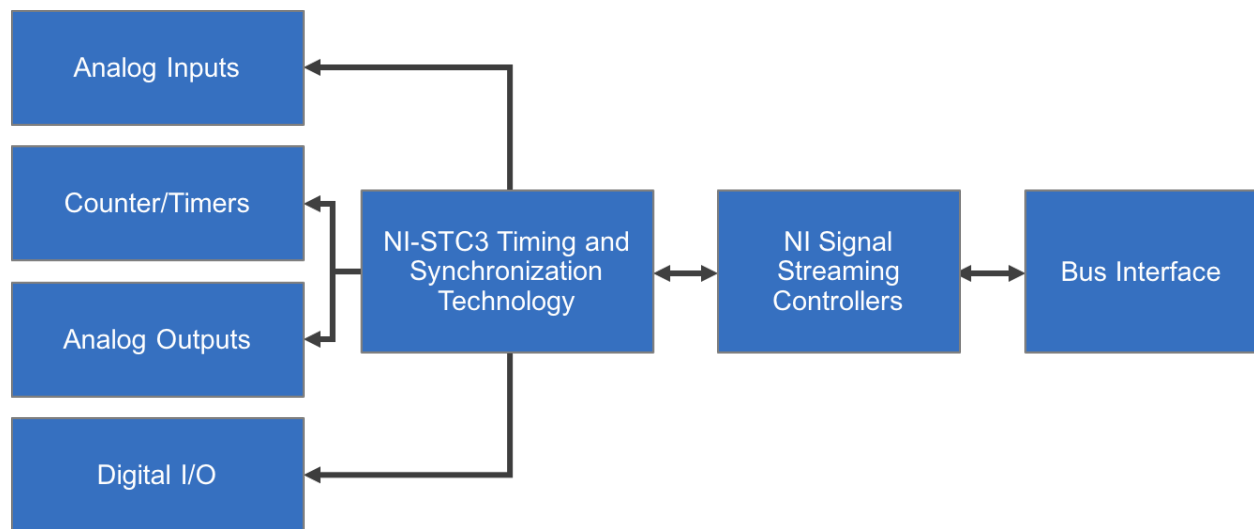 Analog Inputs
Counter/Timers
Analog Outputs
Digital I/O
NI-STC3 Timing and
Synchronization
Technology
NI Signal
Streaming
Controllers
Bus Interface